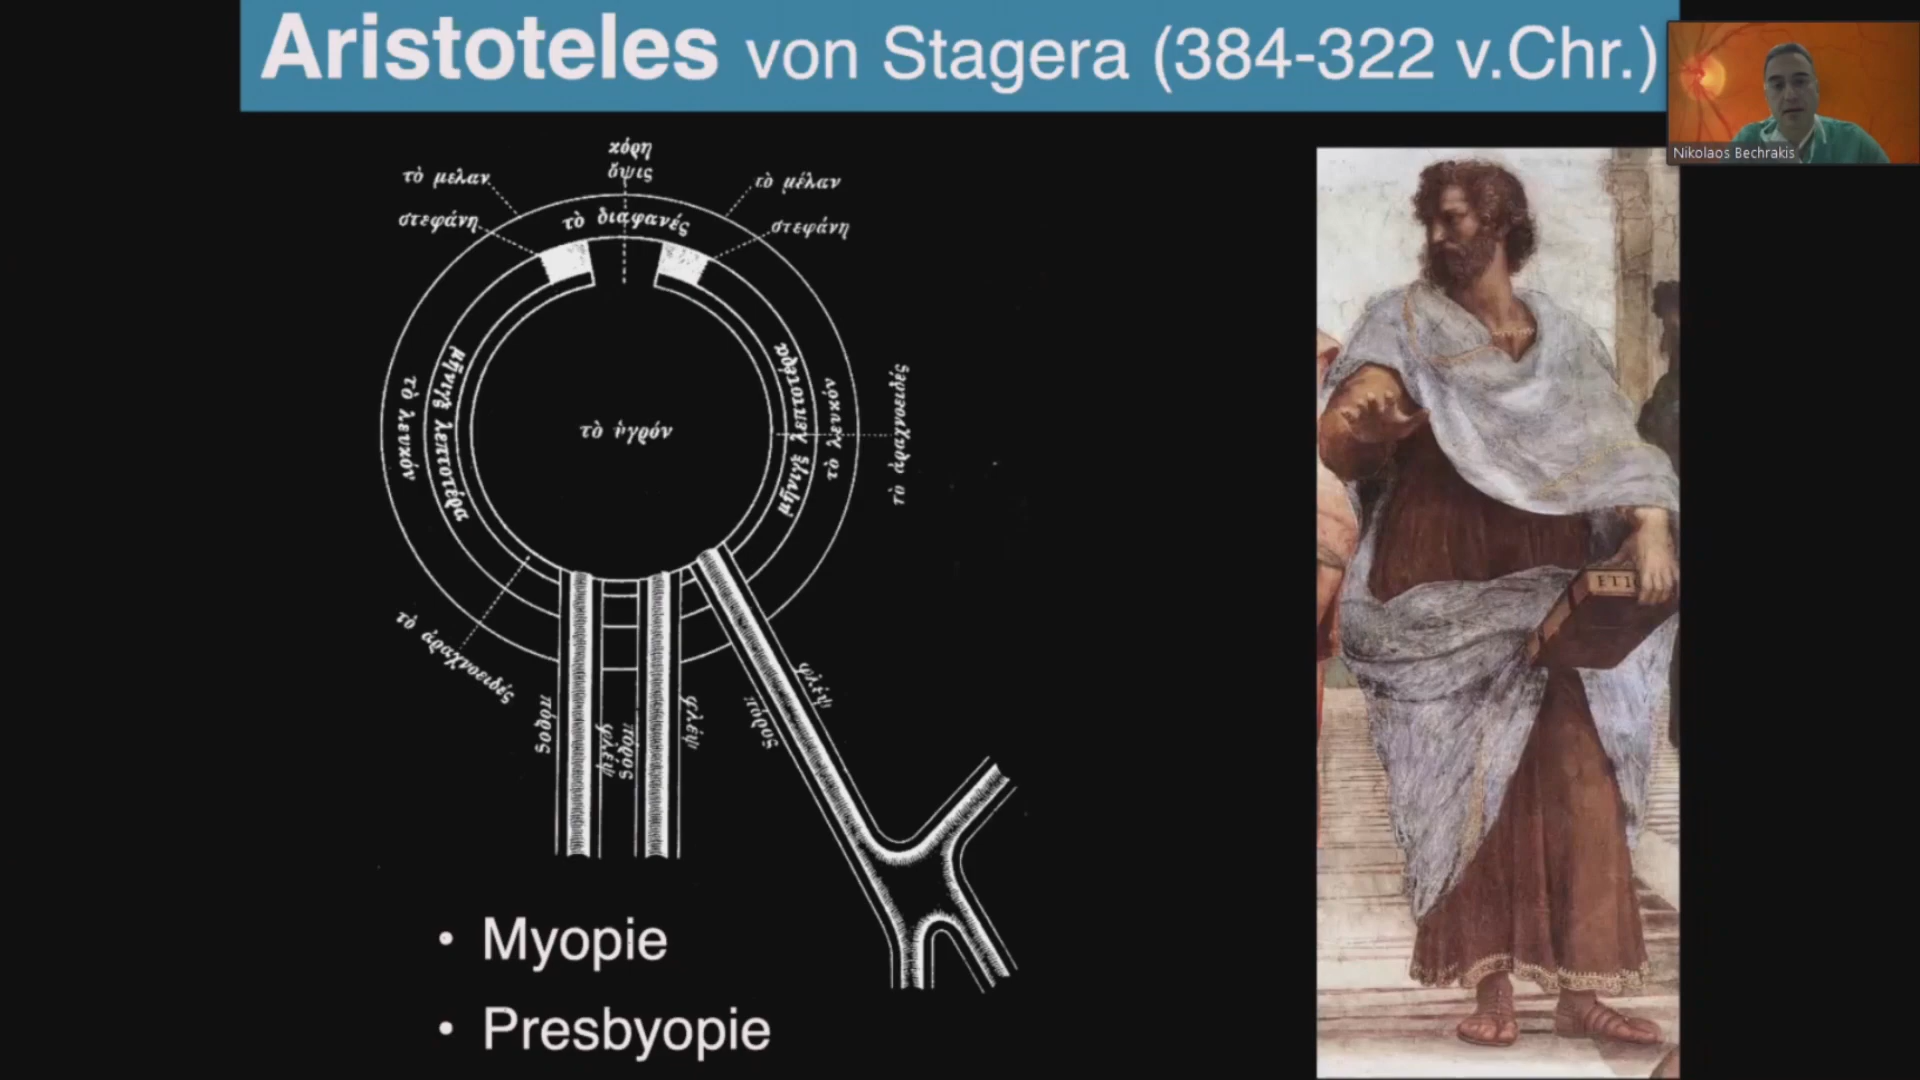 Aristoteles von Stagera (384-322 v.Chr.)
Nikolaos Bechrakis
κόρη
ὄψις
τὸ μελαν
τὸ μέλαν
στεφάνη
τὸ διαφανές
στεφάνη
τὸ λευκόν
μῆνιγξ λεπτοτέρα
τὸ ὑγρόν
μῆνιγξ λεπτοτέρα
τὸ λευκόν
τὸ ἀραχνοειδές
τὸ ἀραχνοειδές
πόρος
φλέψ
πόρος
φλέψ
πόρος
φλέψ
ETI
• Myopie
• Presbyopie